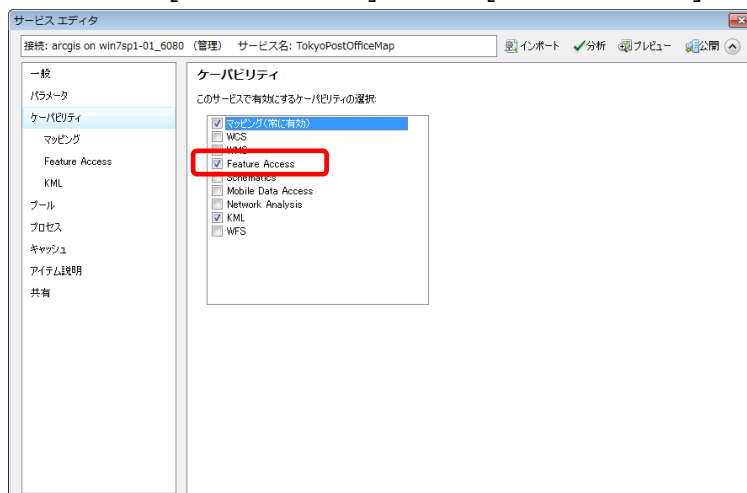 サービス エディタ
接続: arcgis on win7sp1-01_6080 （管理） サービス名: TokyoPostOfficeMap
インポート 分析 プレビュー 公開
一般
パラメータ
ケーパビリティ
マッピング
Feature Access
KML
プール
プロセス
キャッシュ
アイテム説明
共有
ケーパビリティ
このサービスで有効にするケーパビリティの選択:
マッピング(常に有効)
WCS
WMS
Feature Access
Schematics
Mobile Data Access
Network Analysis
KML
WFS